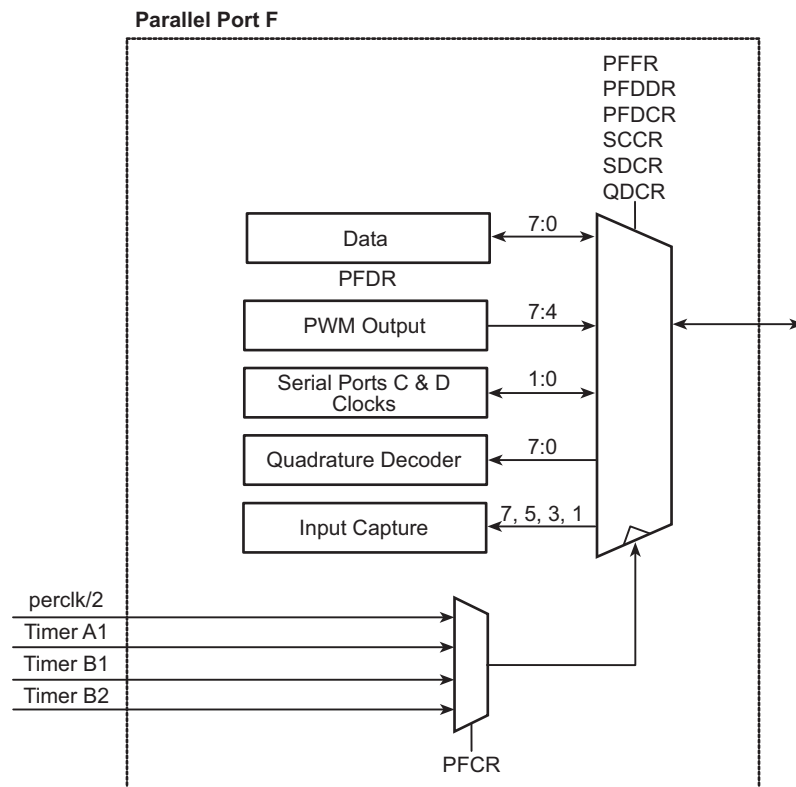 Parallel Port F
PFFR
PFDDR
PFDCR
SCCR
SDCR
QDCR
Data
7:0
PFDR
PWM Output
7:4
Serial Ports C & D
Clocks
1:0
Quadrature Decoder
7:0
Input Capture
7, 5, 3, 1
perclk/2
Timer A1
Timer B1
Timer B2
PFCR